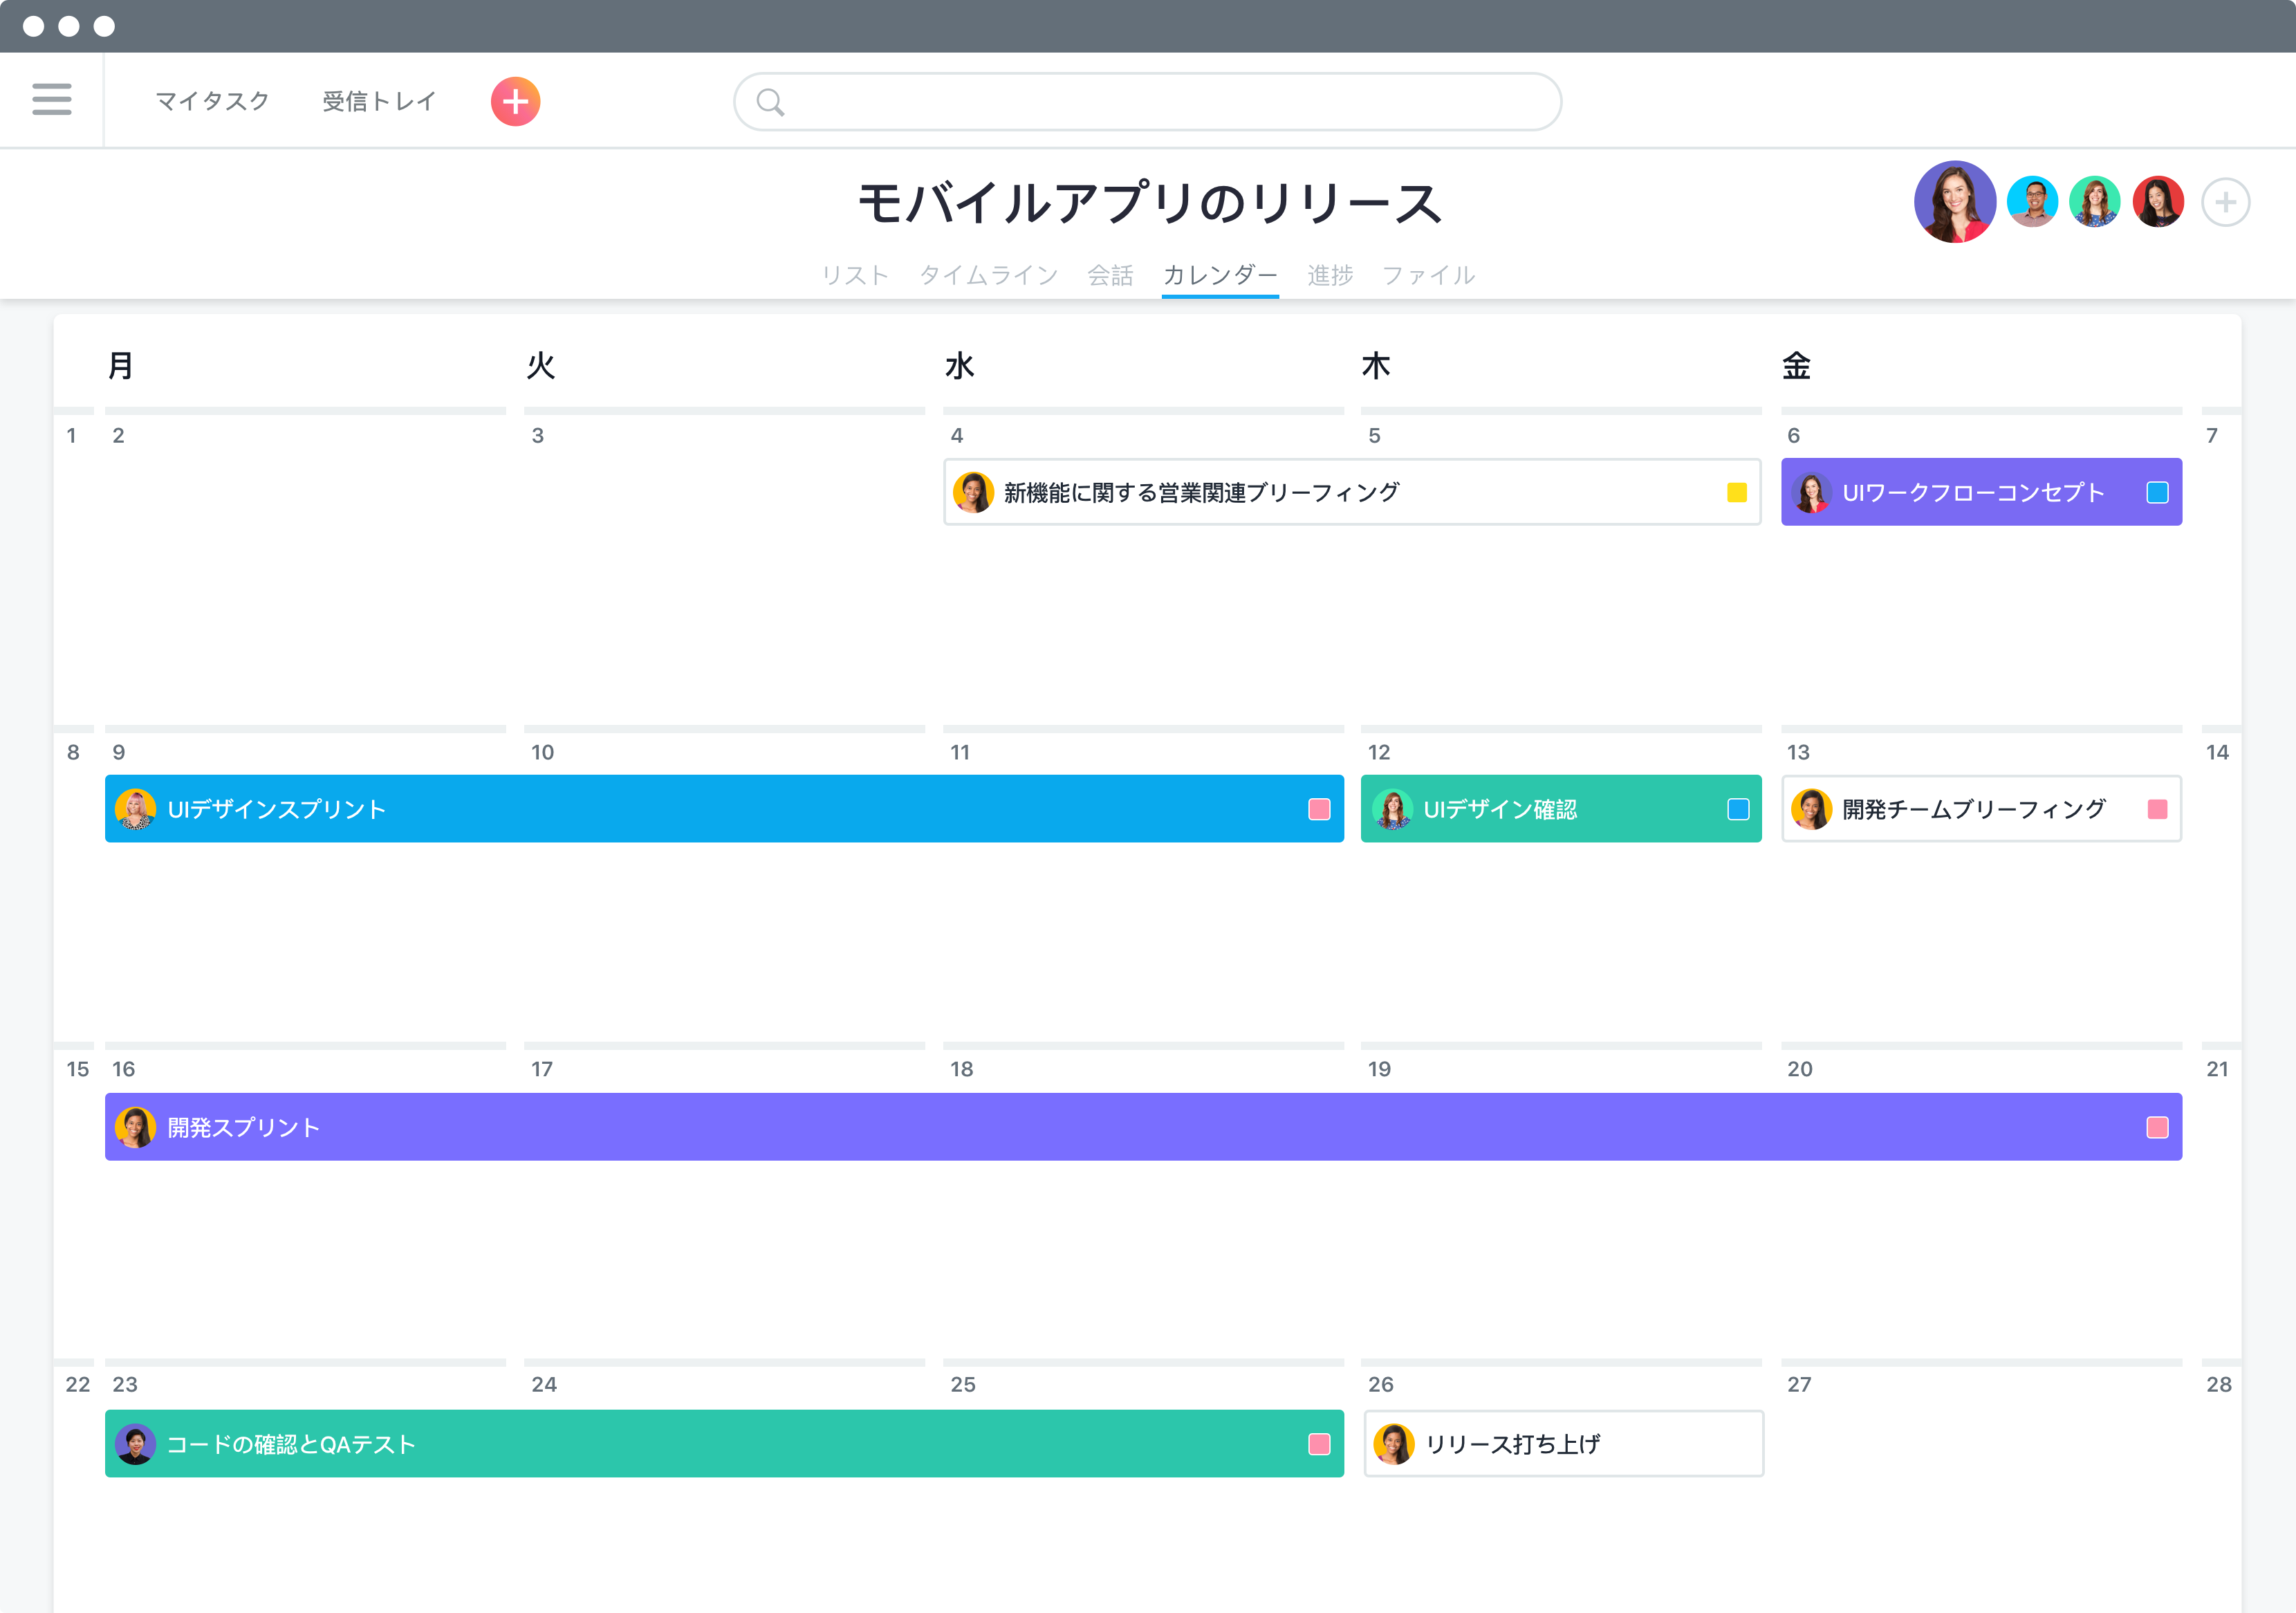 マイタスク 受信トレイ
モバイルアプリのリリース
リスト タイムライン 会話 カレンダー 進捗 ファイル
月 火 水 木 金
1 2 3 4 5 6 7
新機能に関する営業関連ブリーフィング UIワークフローコンセプト
8 9 10 11 12 13 14
UIデザインスプリント UIデザイン確認 開発チームブリーフィング
15 16 17 18 19 20 21
開発スプリント
22 23 24 25 26 27 28
コードの確認とQAテスト リリース打ち上げ